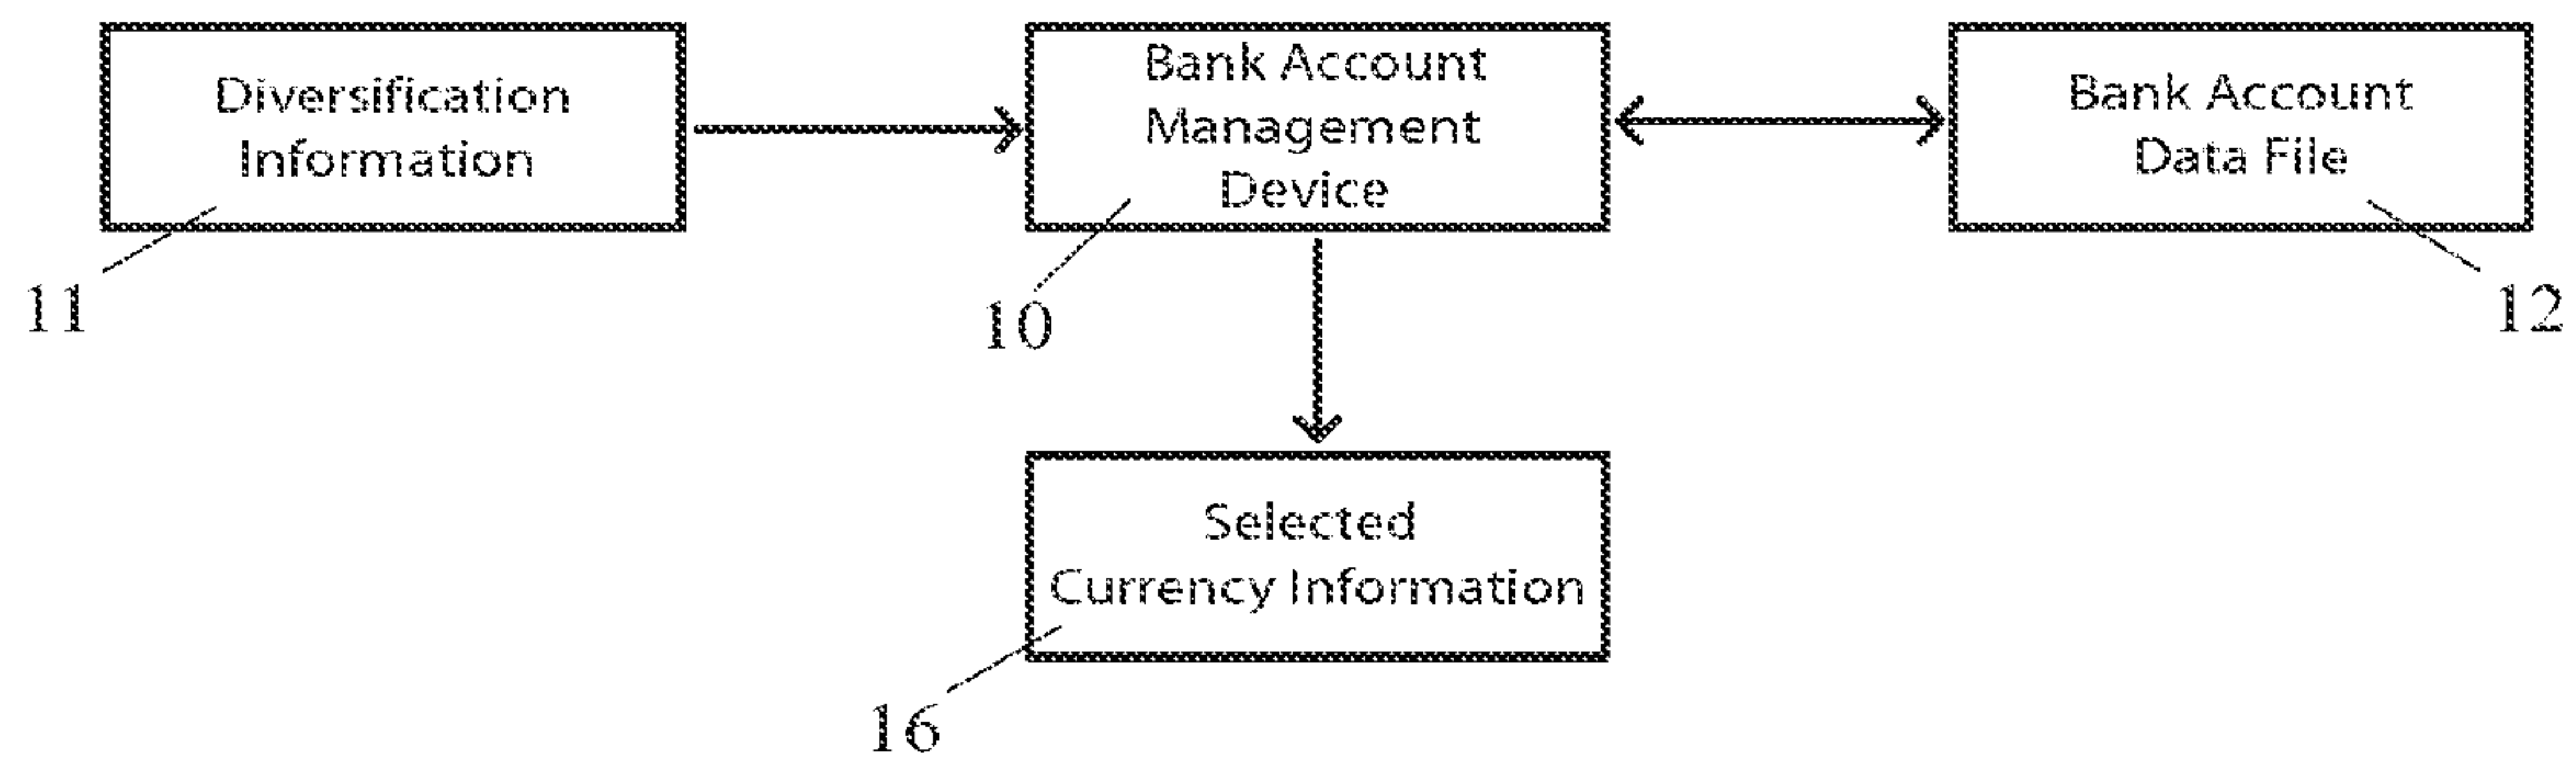 Diversification
Information
11
Bank Account
Management
Device
10
Bank Account
Data File
12
Selected
Currency Information
16